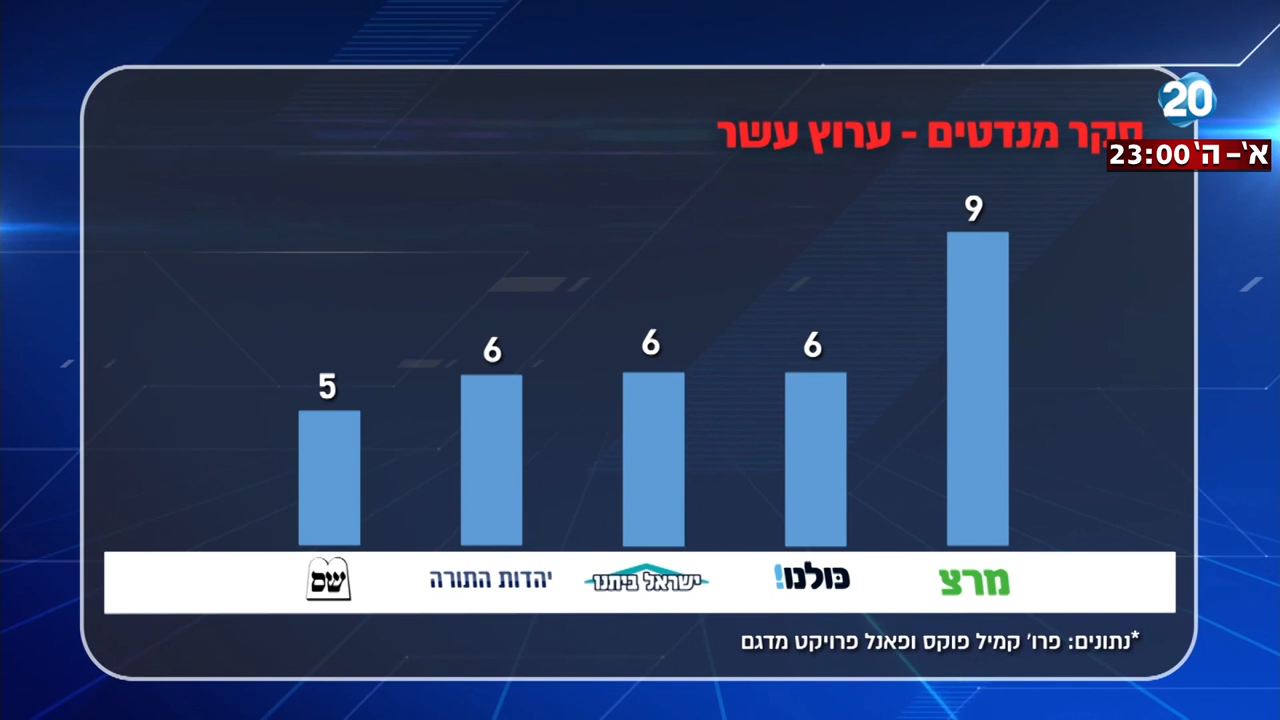 20
סקר מנדטים - ערוץ עשר
א'-ה' 23:00
9
6
6
6
5
מרצ
כולנו!
ישראל ביתנו
יהדות התורה
שס
*נתונים: פרו' קמיל פוקס ופאנל פרויקט מדגם